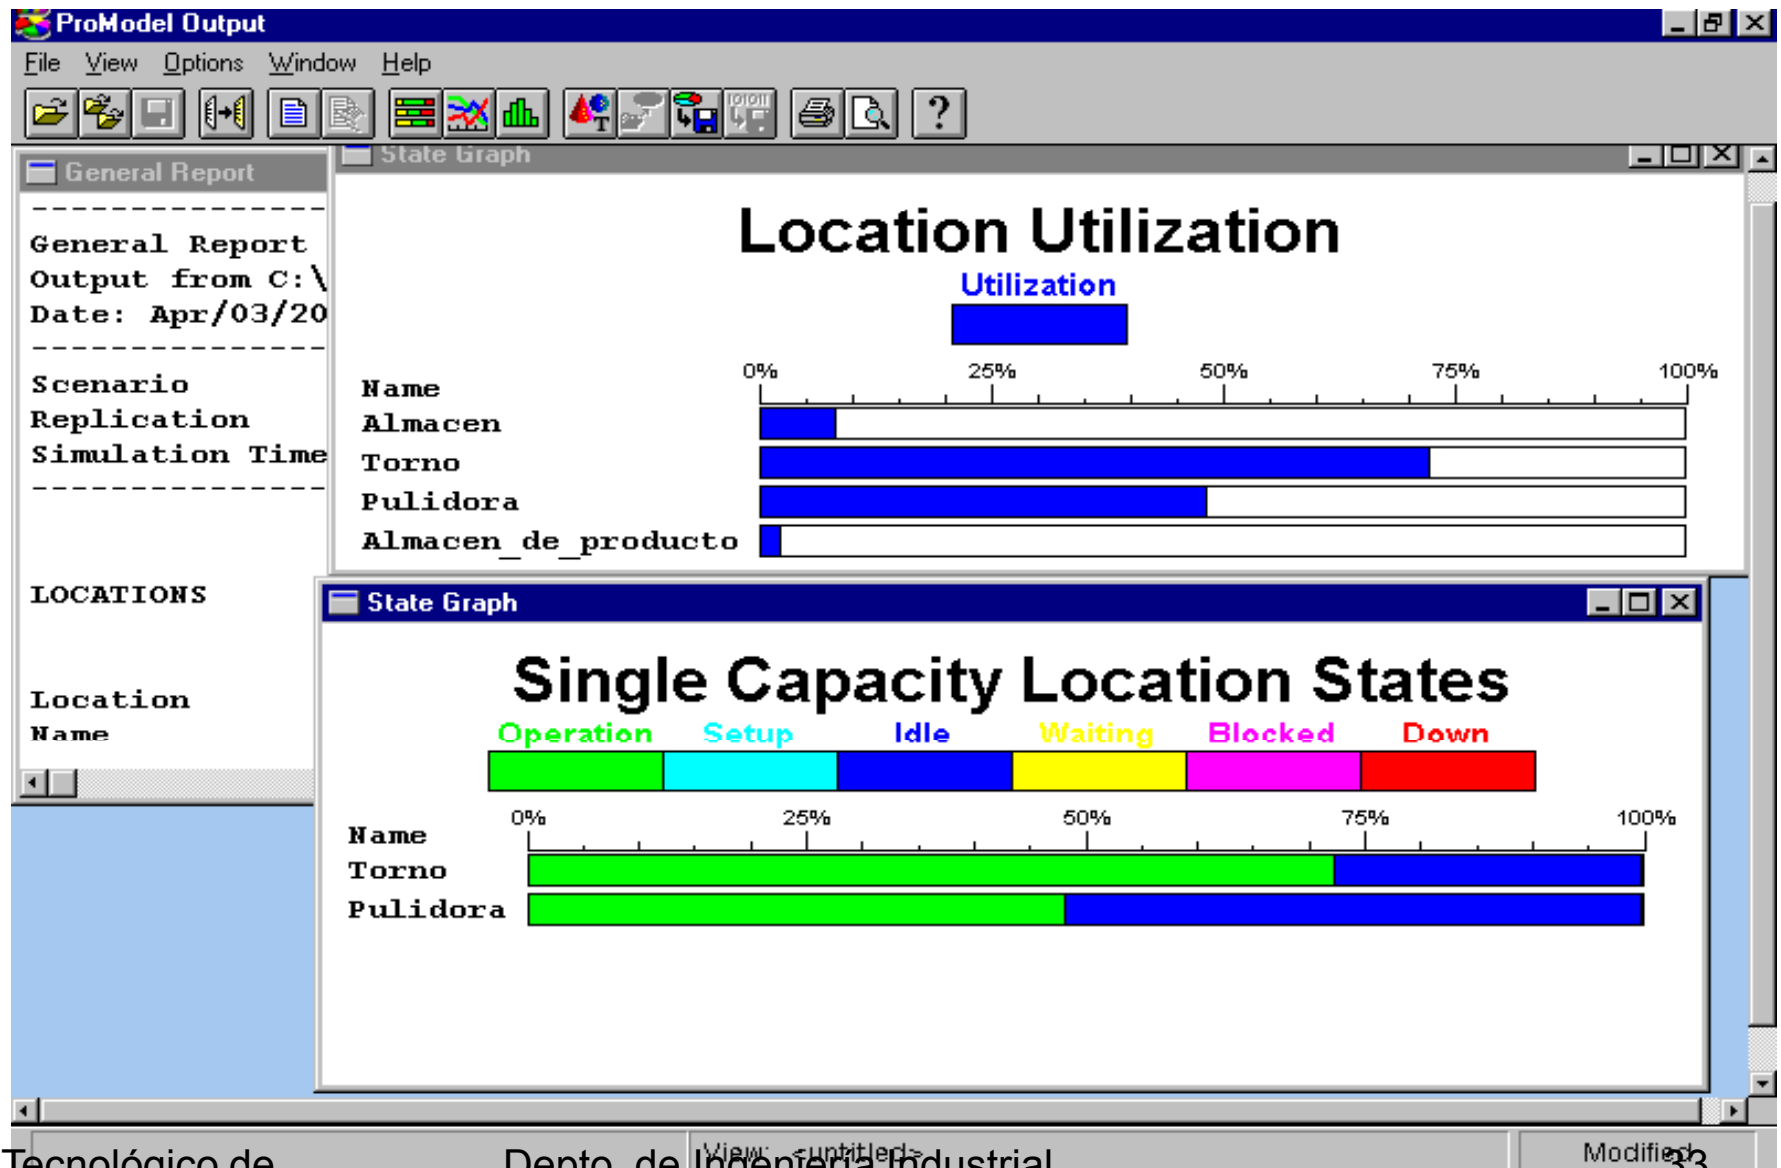 ProModel Output
File View Options Window Help
General Report
General Report
Output from C:\
Date: Apr/03/20
Scenario
Replication
Simulation Time
LOCATIONS
Location
Name
State Graph
Location Utilization
Utilization
0% 25% 50% 75% 100%
Name
Almacen
Torno
Pulidora
Almacen_de_producto
State Graph
Single Capacity Location States
Operation Setup Idle Waiting Blocked Down
0% 25% 50% 75% 100%
Name
Torno
Pulidora
View: <untitled> Modified
Tecnológico de Depto. de Ingeniería Industrial 33